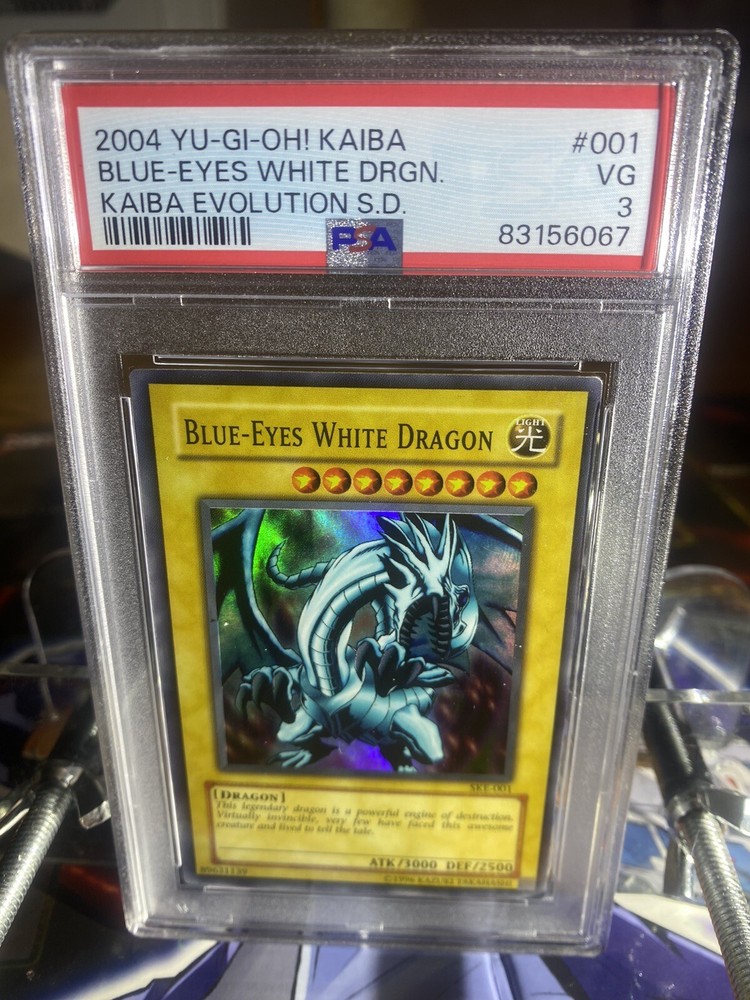 2004 YU-GI-OH! KAIBA #001
BLUE-EYES WHITE DRGN. VG
KAIBA EVOLUTION S.D. 3
PSA 83156067
BLUE-EYES WHITE DRAGON
LIGHT
光
SKE-001
[DRAGON]
This legendary dragon is a powerful engine of destruction.
Virtually invincible, very few have faced this awesome
creature and lived to tell the tale.
ATK/3000 DEF/2500
89631139
©1996 KAZUKI TAKAHASHI